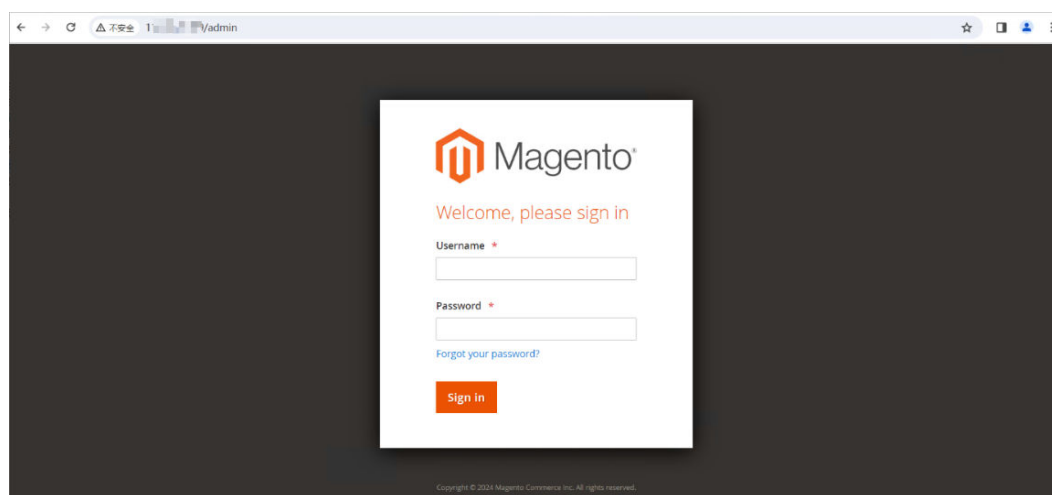 不安全 /admin
Magento®
Welcome, please sign in
Username *
Password *
Forgot your password?
Sign in
Copyright © 2024 Magento Commerce Inc. All rights reserved.